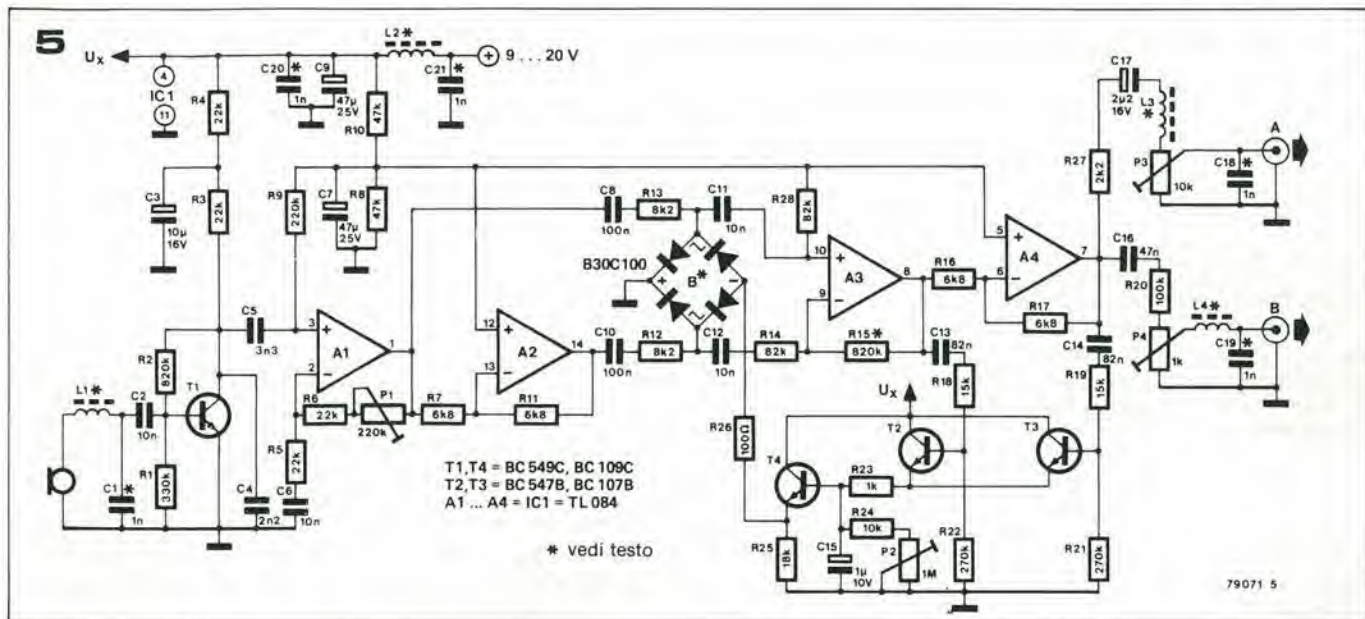 5
Ux
4
IC1
11
R4
22k
C20
*
1n
C9
47µ
25V
L2*
C21
*
1n
+
9 ... 20 V
R10
47k
C3
10µ
16V
R3
22k
R9
220k
C7
47µ
25V
R8
47k
C8
100n
R13
8k2
C11
10n
R28
82k
B30C100
B*
+
−
C17
2µ2
16V
L3
*
R27
2k2
P3
10k
C18
*
1n
A
C5
3n3
R2
820k
T1
L1*
C2
10n
C1
*
1n
R1
330k
C4
2n2
3
+
2
−
A1
1
R6
22k
P1
220k
R5
22k
C6
10n
R7
6k8
12
+
13
−
A2
14
R11
6k8
C10
100n
R12
8k2
C12
10n
R14
82k
10
+
9
−
A3
8
R15*
820k
R16
6k8
5
+
6
−
A4
7
R17
6k8
C16
47n
R20
100k
P4
1k
L4*
C19
*
1n
B
C13
82n
R18
15k
C14
82n
R19
15k
Ux
T2
T3
R26
100Ω
T4
R23
1k
R24
10k
R25
18k
C15
1µ
10V
P2
1M
R22
270k
R21
270k
T1,T4 = BC 549C, BC 109C
T2,T3 = BC 547B, BC 107B
A1 ... A4 = IC1 = TL 084
* vedi testo
79071 5